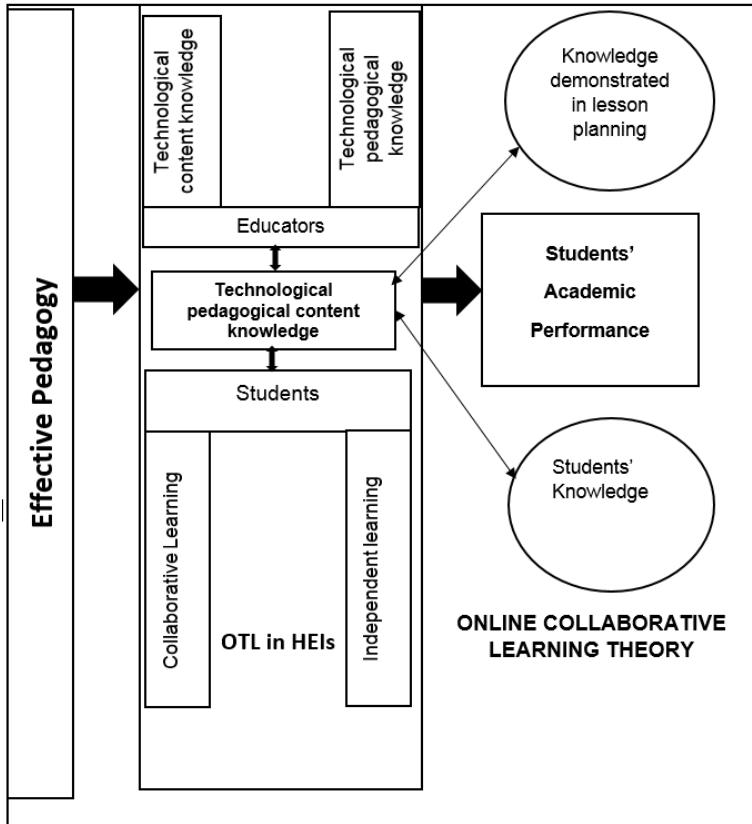 Effective Pedagogy
Technological
content knowledge
Technological
pedagogical
knowledge
Educators
Technological
pedagogical content
knowledge
Students
Collaborative Learning
Independent learning
OTL in HEIs
Knowledge
demonstrated
in lesson
planning
Students’
Academic
Performance
Students’
Knowledge
ONLINE COLLABORATIVE
LEARNING THEORY